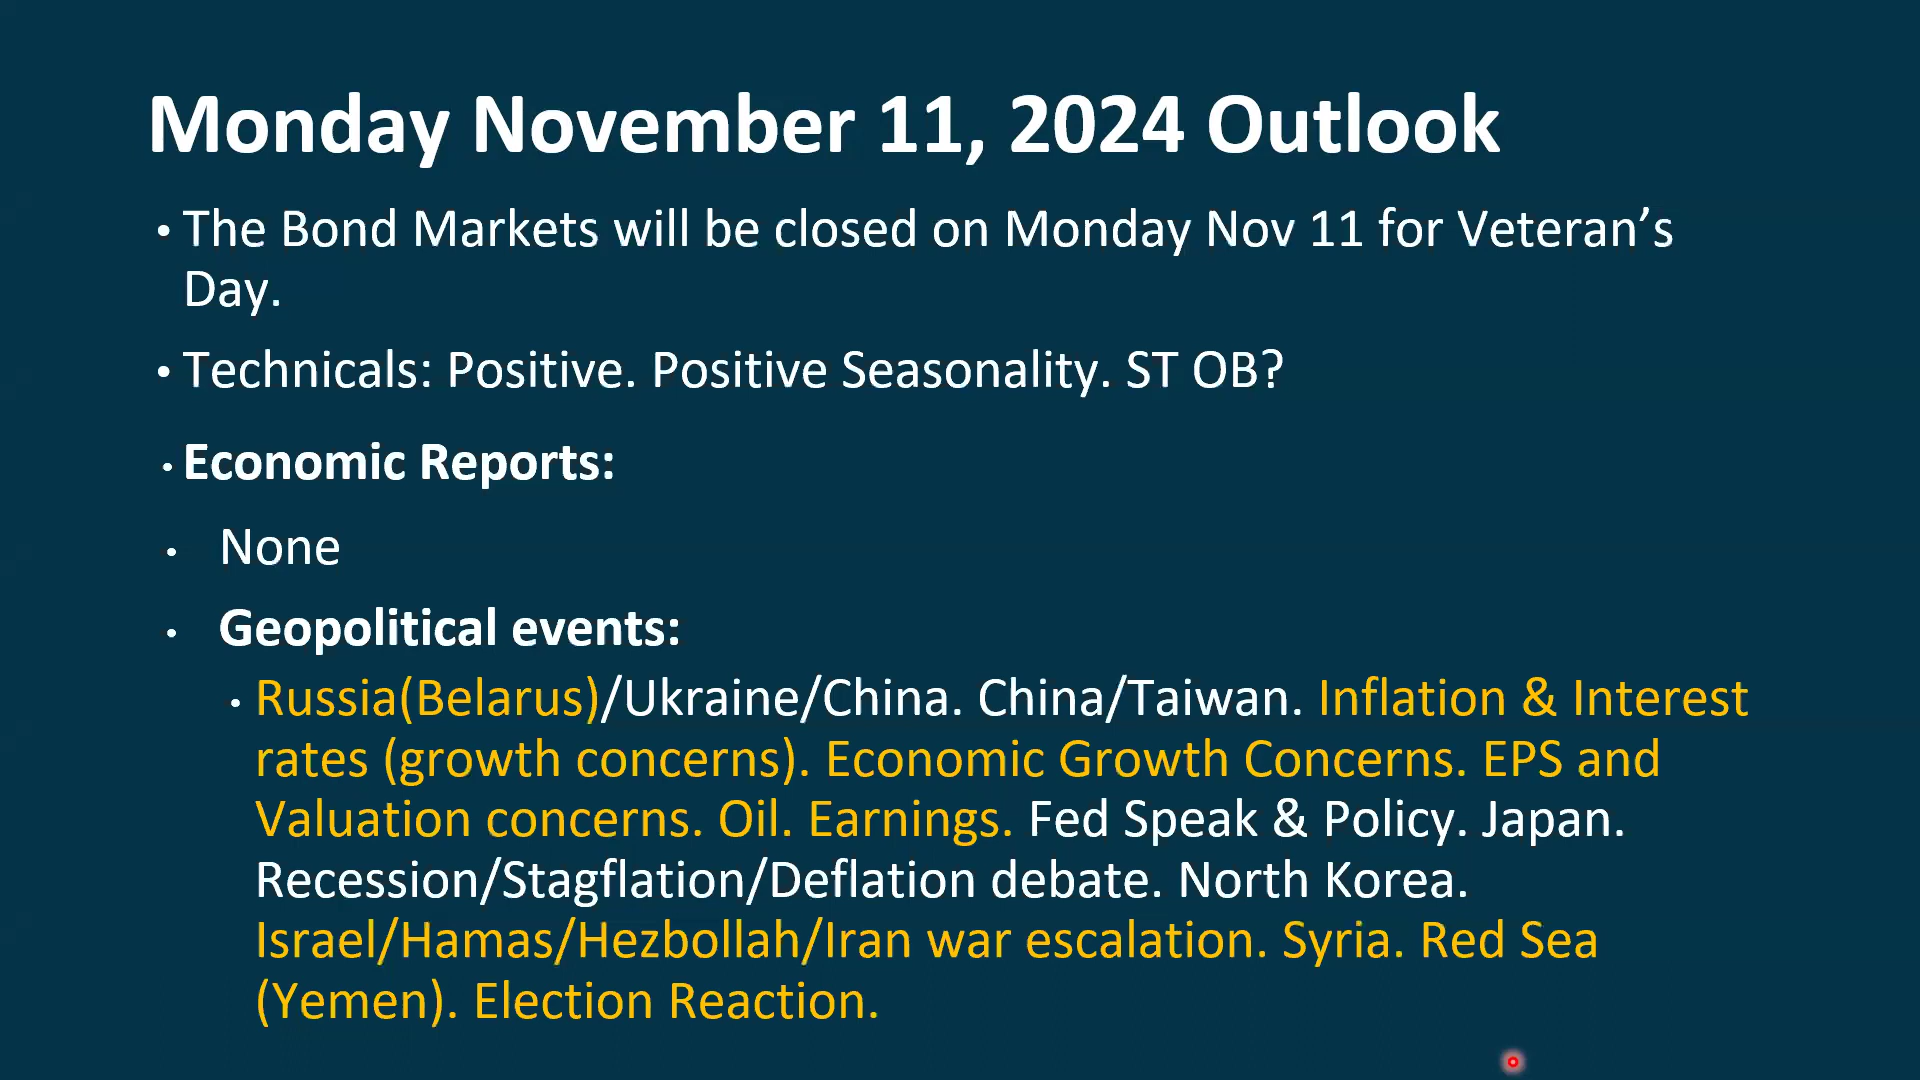 Monday November 11, 2024 Outlook
• The Bond Markets will be closed on Monday Nov 11 for Veteran’s
Day.
• Technicals: Positive. Positive Seasonality. ST OB?
• Economic Reports:
• None
• Geopolitical events:
• Russia(Belarus)/Ukraine/China. China/Taiwan. Inflation & Interest
rates (growth concerns). Economic Growth Concerns. EPS and
Valuation concerns. Oil. Earnings. Fed Speak & Policy. Japan.
Recession/Stagflation/Deflation debate. North Korea.
Israel/Hamas/Hezbollah/Iran war escalation. Syria. Red Sea
(Yemen). Election Reaction.